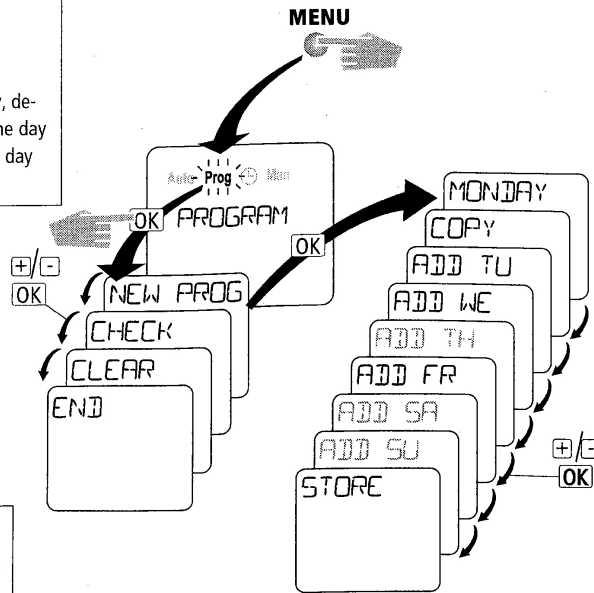 MENU
, de-
ne day
day
Auto Prog Man
OK PROGRAM
+/-
OK
NEW PROG
CHECK
CLEAR
END
OK
MONDAY
COPY
ADD TU
ADD WE
ADD TH
ADD FR
ADD SA
ADD SU
STORE
+/-
OK